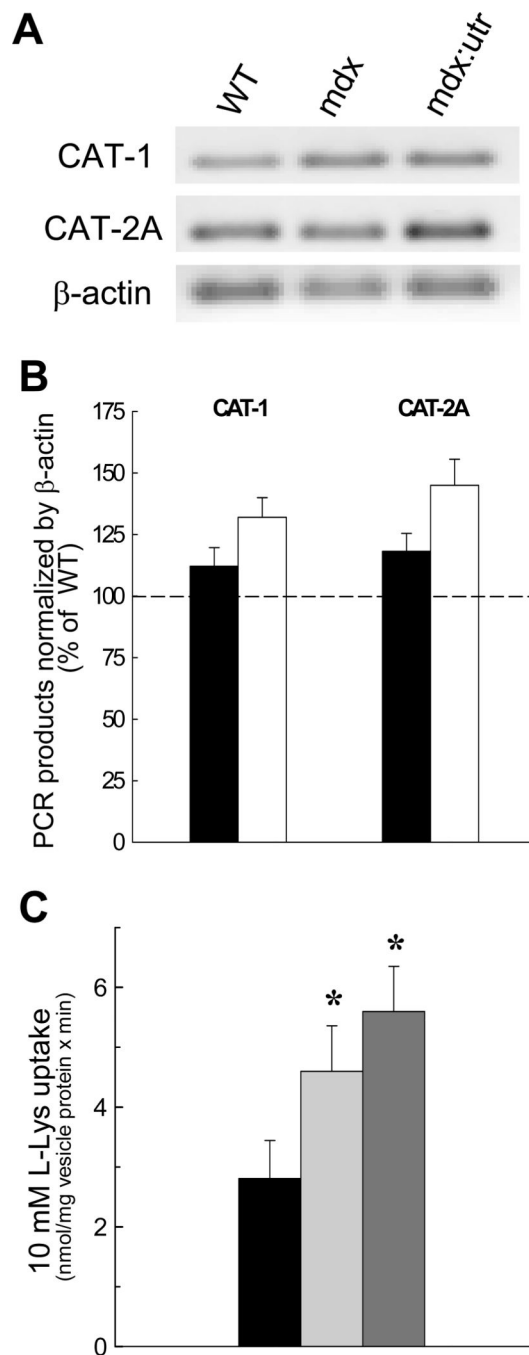 A
WT
mdx
mdx:utr
CAT-1
CAT-2A
β-actin
B
PCR products normalized by β-actin
(% of WT)
175
150
125
100
75
50
25
0
CAT-1
CAT-2A
C
10 mM L-Lys uptake
(nmol/mg vesicle protein x min)
6
4
2
0
*
*